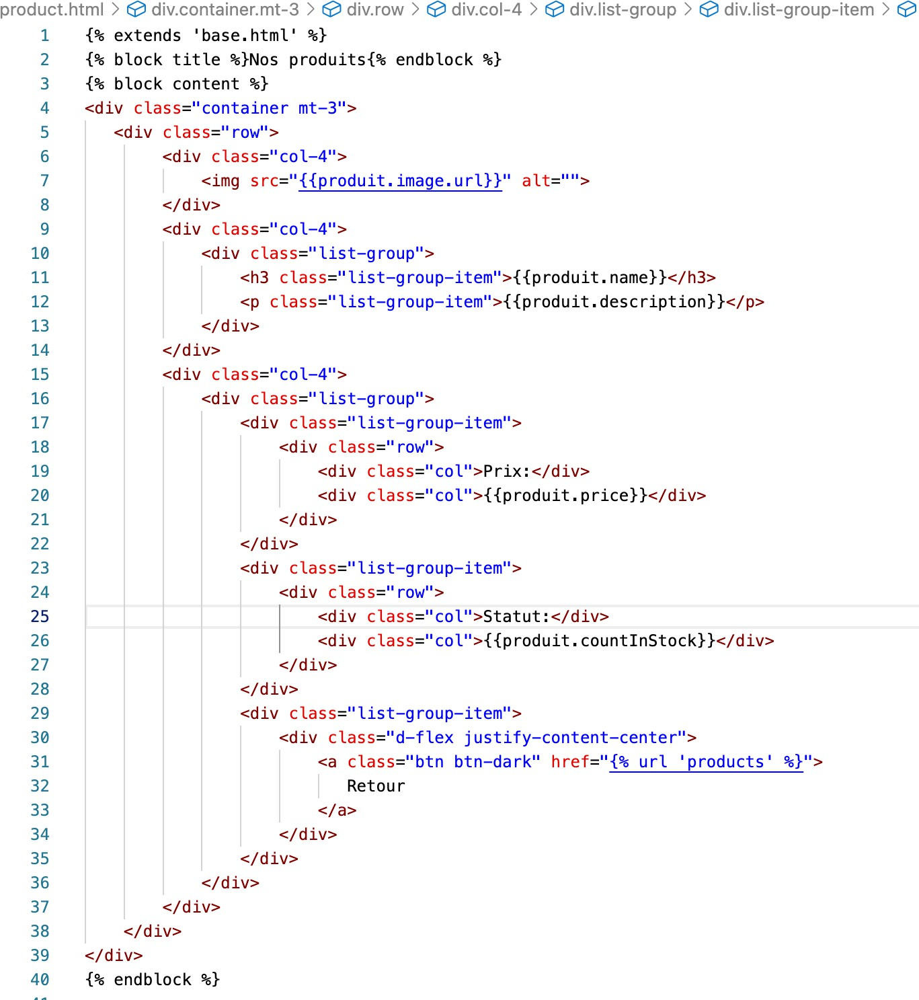 product.html > div.container.mt-3 > div.row > div.col-4 > div.list-group > div.list-group-item >
1 {% extends 'base.html' %}
2 {% block title %}Nos produits{% endblock %}
3 {% block content %}
4 <div class="container mt-3">
5 <div class="row">
6 <div class="col-4">
7 <img src="{{produit.image.url}}" alt="">
8 </div>
9 <div class="col-4">
10 <div class="list-group">
11 <h3 class="list-group-item">{{produit.name}}</h3>
12 <p class="list-group-item">{{produit.description}}</p>
13 </div>
14 </div>
15 <div class="col-4">
16 <div class="list-group">
17 <div class="list-group-item">
18 <div class="row">
19 <div class="col">Prix:</div>
20 <div class="col">{{produit.price}}</div>
21 </div>
22 </div>
23 <div class="list-group-item">
24 <div class="row">
25 <div class="col">Statut:</div>
26 <div class="col">{{produit.countInStock}}</div>
27 </div>
28 </div>
29 <div class="list-group-item">
30 <div class="d-flex justify-content-center">
31 <a class="btn btn-dark" href="{% url 'products' %}">
32 Retour
33 </a>
34 </div>
35 </div>
36 </div>
37 </div>
38 </div>
39 </div>
40 {% endblock %}